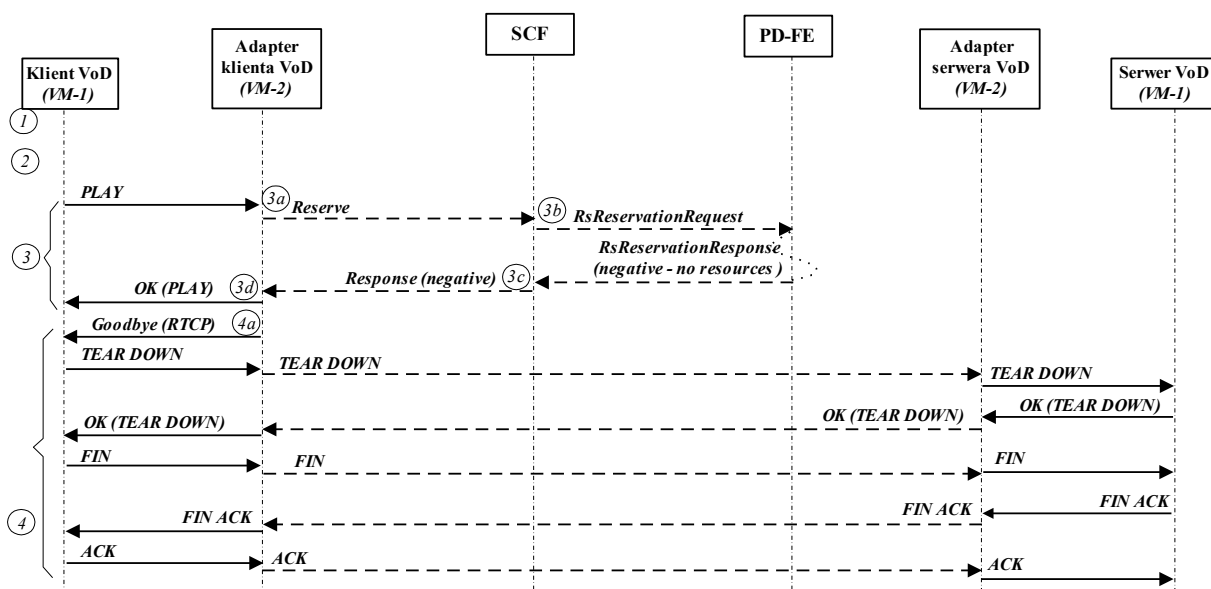 Klient VoD
(VM-1)
Adapter
klienta VoD
(VM-2)
SCF
PD-FE
Adapter
serwera VoD
(VM-2)
Serwer VoD
(VM-1)
1
2
PLAY
3a
Reserve
3b
RsReservationRequest
3
RsReservationResponse
(negative - no resources )
Response (negative)
3c
OK (PLAY)
3d
Goodbye (RTCP)
4a
TEAR DOWN
TEAR DOWN
TEAR DOWN
OK (TEAR DOWN)
OK (TEAR DOWN)
OK (TEAR DOWN)
FIN
FIN
FIN
4
FIN ACK
FIN ACK
FIN ACK
ACK
ACK
ACK